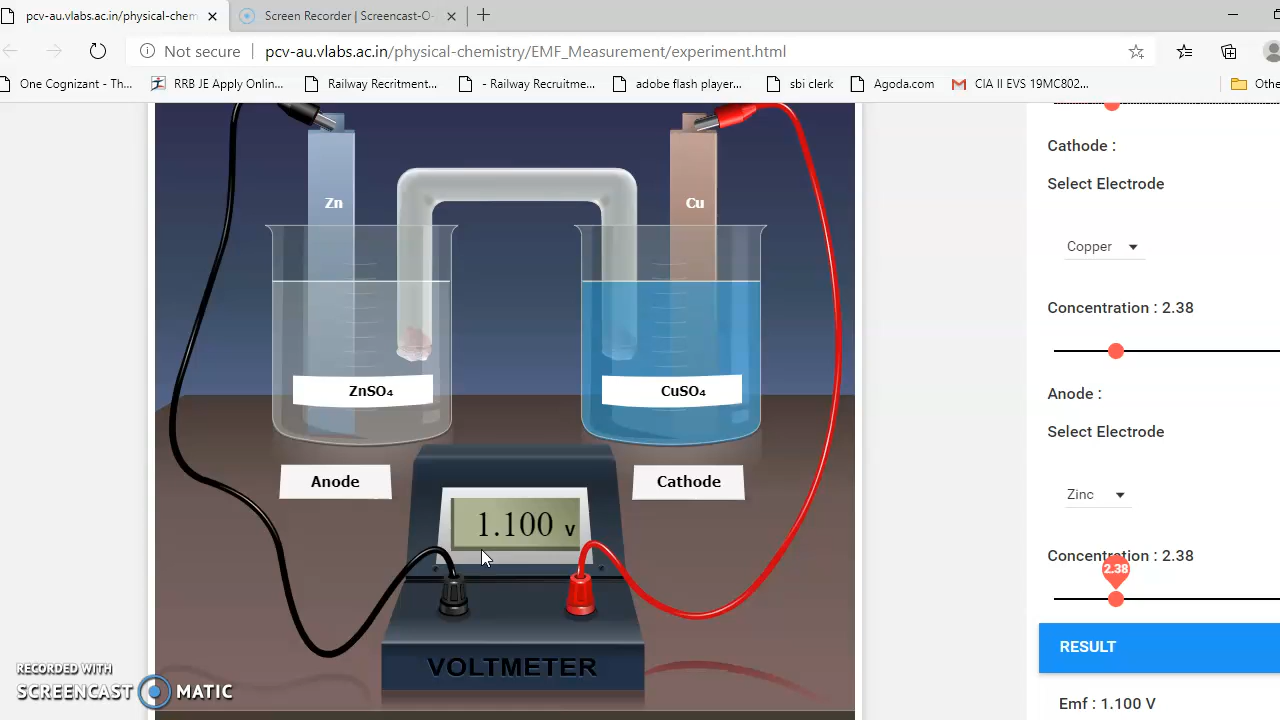 pcv-au.vlabs.ac.in/physical-chem
Screen Recorder | Screencast-O-
Not secure
pcv-au.vlabs.ac.in/physical-chemistry/EMF_Measurement/experiment.html
One Cognizant - Th...
RRB JE Apply Onlin...
Railway Recritment...
- Railway Recruitme...
adobe flash player...
sbi clerk
Agoda.com
CIA II EVS 19MC802...
Othe
Zn
Cu
ZnSO₄
CuSO₄
Anode
Cathode
1.100 v
VOLTMETER
RECORDED WITH
SCREENCAST MATIC
Cathode :
Select Electrode
Copper
Concentration : 2.38
Anode :
Select Electrode
Zinc
Concentration : 2.38
2.38
RESULT
Emf : 1.100 V